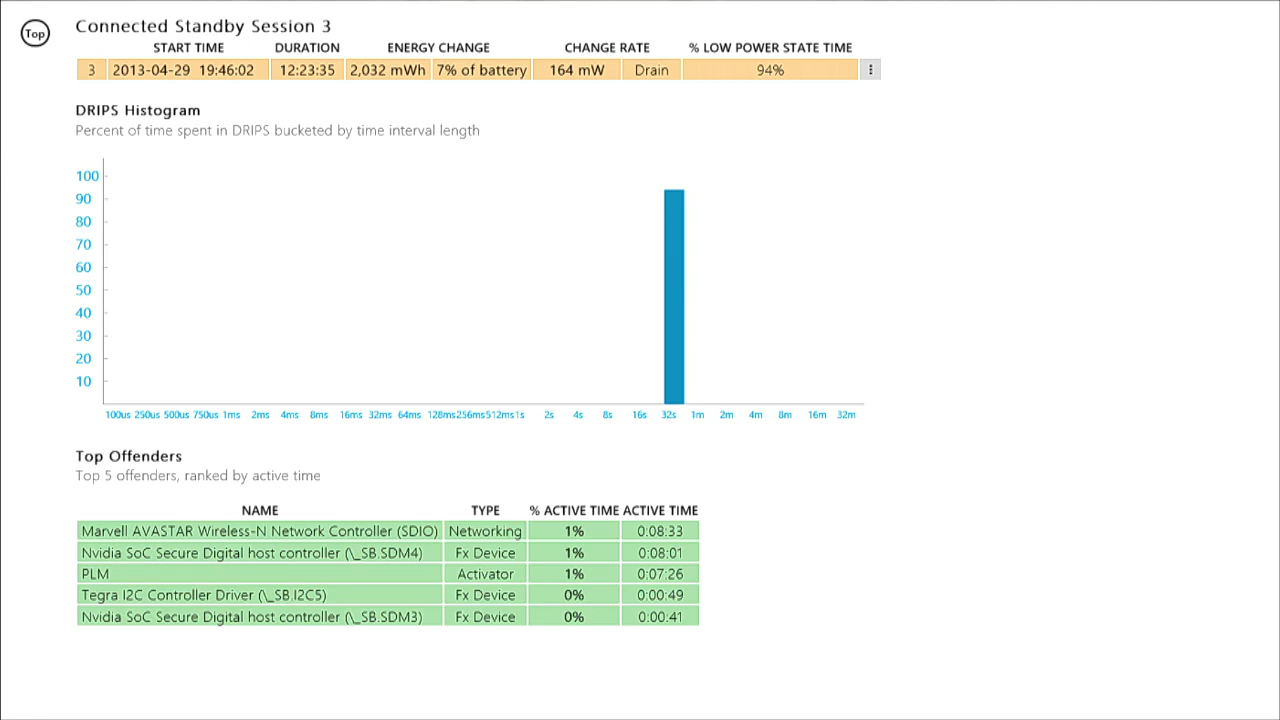 Top
Connected Standby Session 3
START TIME DURATION ENERGY CHANGE CHANGE RATE % LOW POWER STATE TIME
3 2013-04-29 19:46:02 12:23:35 2,032 mWh 7% of battery 164 mW Drain 94%
DRIPS Histogram
Percent of time spent in DRIPS bucketed by time interval length
100
90
80
70
60
50
40
30
20
10
100us 250us 500us 750us 1ms 2ms 4ms 8ms 16ms 32ms 64ms 128ms 256ms 512ms 1s 2s 4s 8s 16s 32s 1m 2m 4m 8m 16m 32m
Top Offenders
Top 5 offenders, ranked by active time
NAME TYPE % ACTIVE TIME ACTIVE TIME
Marvell AVASTAR Wireless-N Network Controller (SDIO) Networking 1% 0:08:33
Nvidia SoC Secure Digital host controller (\_SB.SDM4) Fx Device 1% 0:08:01
PLM Activator 1% 0:07:26
Tegra I2C Controller Driver (\_SB.I2C5) Fx Device 0% 0:00:49
Nvidia SoC Secure Digital host controller (\_SB.SDM3) Fx Device 0% 0:00:41